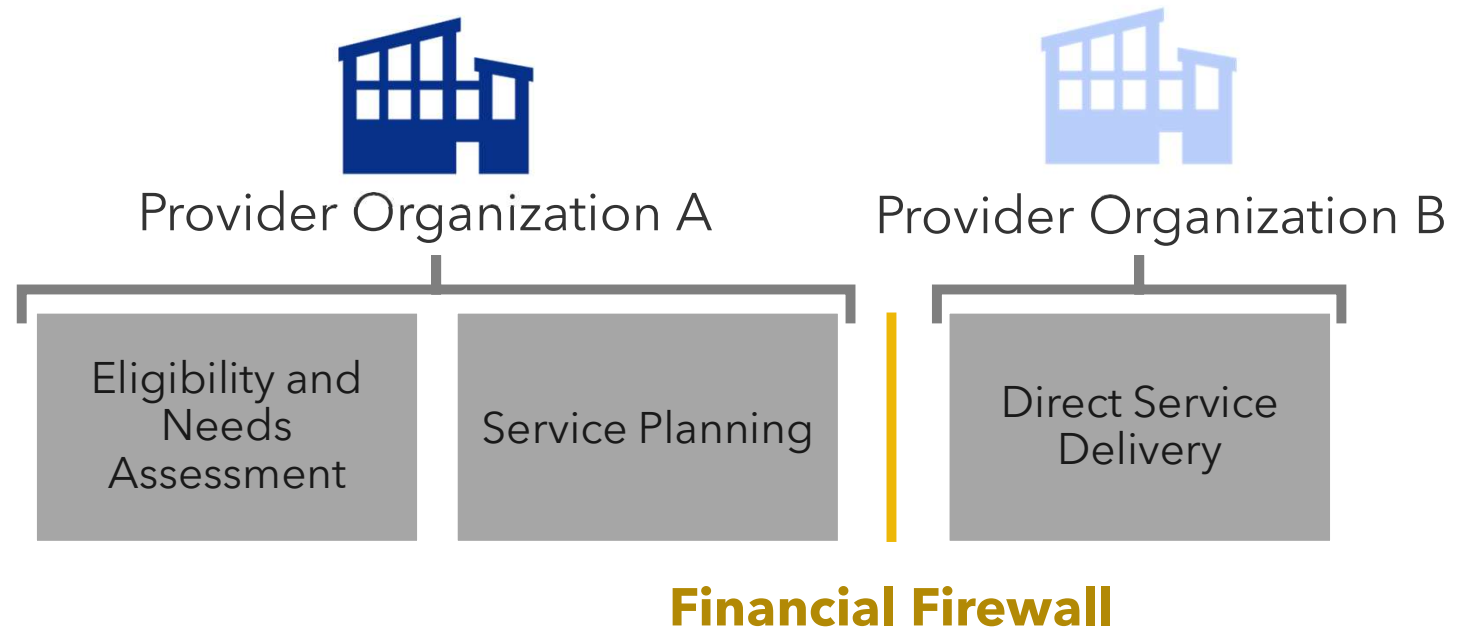 Provider Organization A
Provider Organization B
Eligibility and
Needs
Assessment
Service Planning
Direct Service
Delivery
Financial Firewall